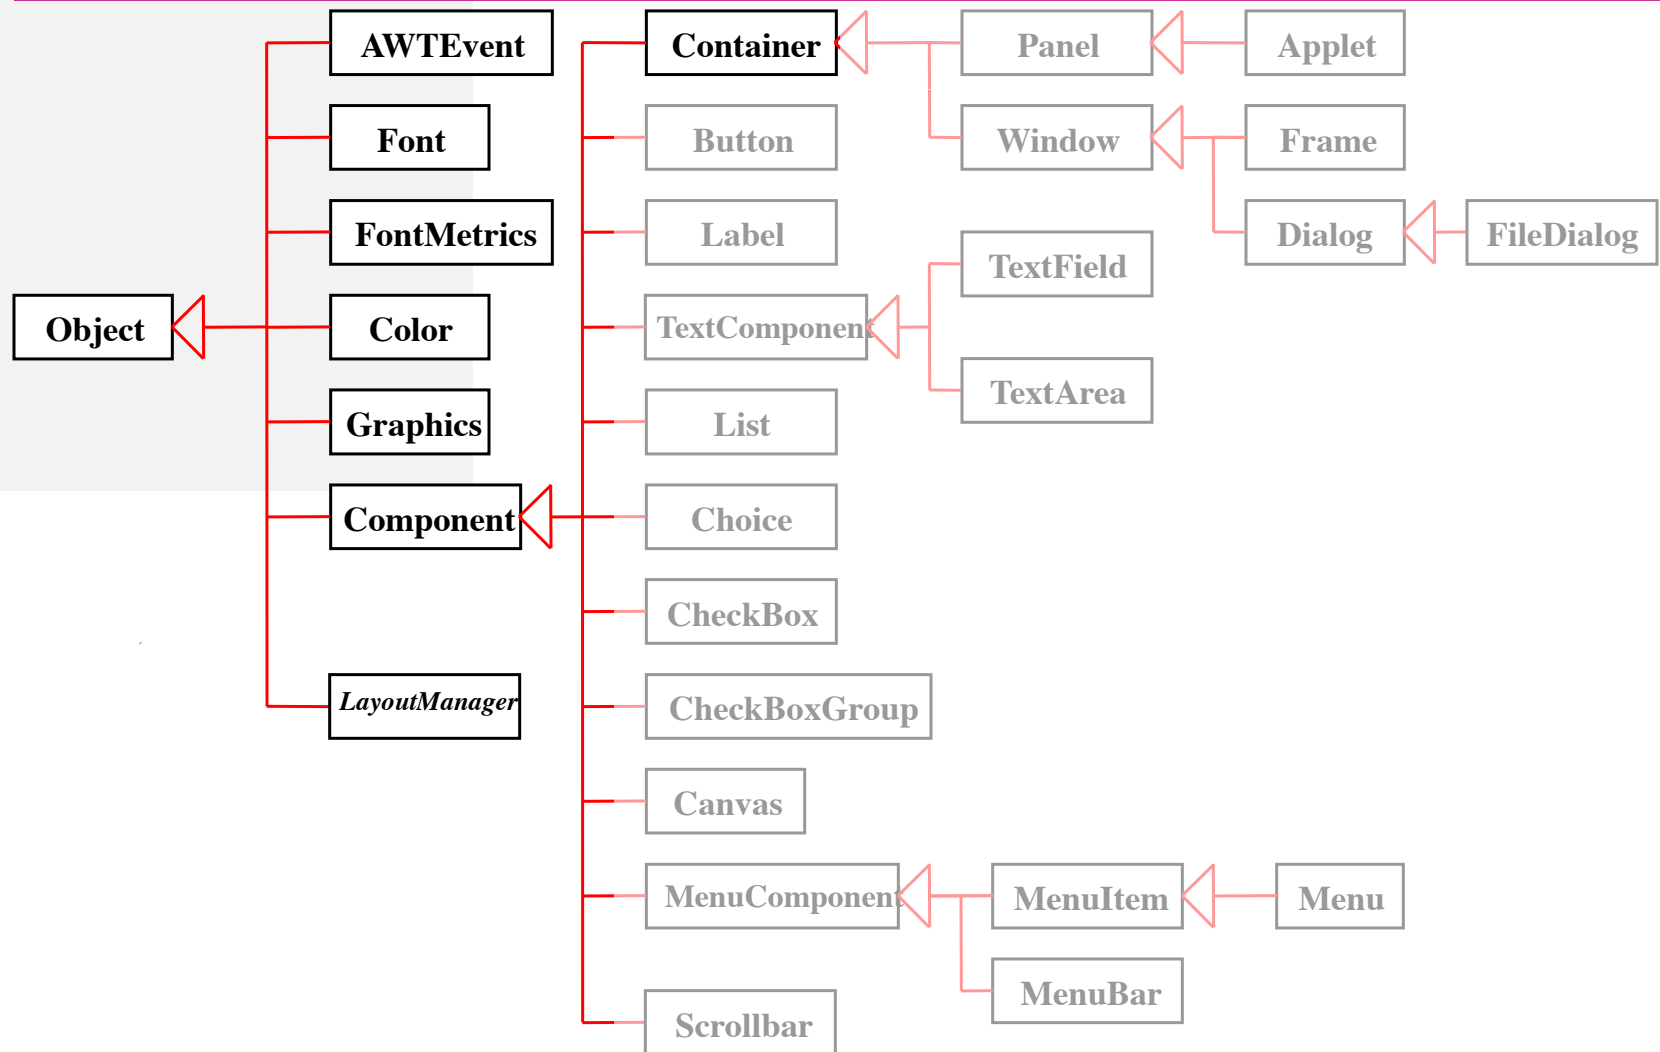 AWTEvent
Container
Panel
Applet
Font
Button
Window
Frame
FontMetrics
Label
Dialog
FileDialog
TextField
Object
Color
TextComponent
TextArea
Graphics
List
Component
Choice
CheckBox
LayoutManager
CheckBoxGroup
Canvas
MenuComponent
MenuItem
Menu
MenuBar
Scrollbar